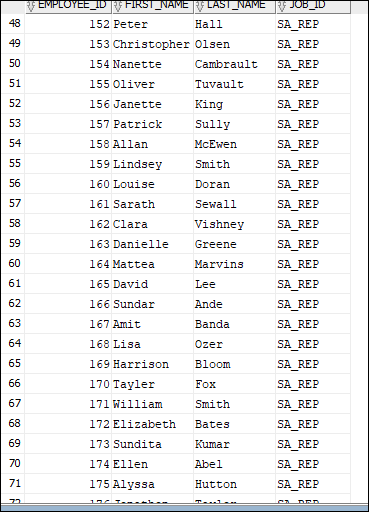 EMPLOYEE_ID FIRST_NAME LAST_NAME JOB_ID
48 152 Peter Hall SA_REP
49 153 Christopher Olsen SA_REP
50 154 Nanette Cambrault SA_REP
51 155 Oliver Tuvault SA_REP
52 156 Janette King SA_REP
53 157 Patrick Sully SA_REP
54 158 Allan McEwen SA_REP
55 159 Lindsey Smith SA_REP
56 160 Louise Doran SA_REP
57 161 Sarath Sewall SA_REP
58 162 Clara Vishney SA_REP
59 163 Danielle Greene SA_REP
60 164 Mattea Marvins SA_REP
61 165 David Lee SA_REP
62 166 Sundar Ande SA_REP
63 167 Amit Banda SA_REP
64 168 Lisa Ozer SA_REP
65 169 Harrison Bloom SA_REP
66 170 Tayler Fox SA_REP
67 171 William Smith SA_REP
68 172 Elizabeth Bates SA_REP
69 173 Sundita Kumar SA_REP
70 174 Ellen Abel SA_REP
71 175 Alyssa Hutton SA_REP